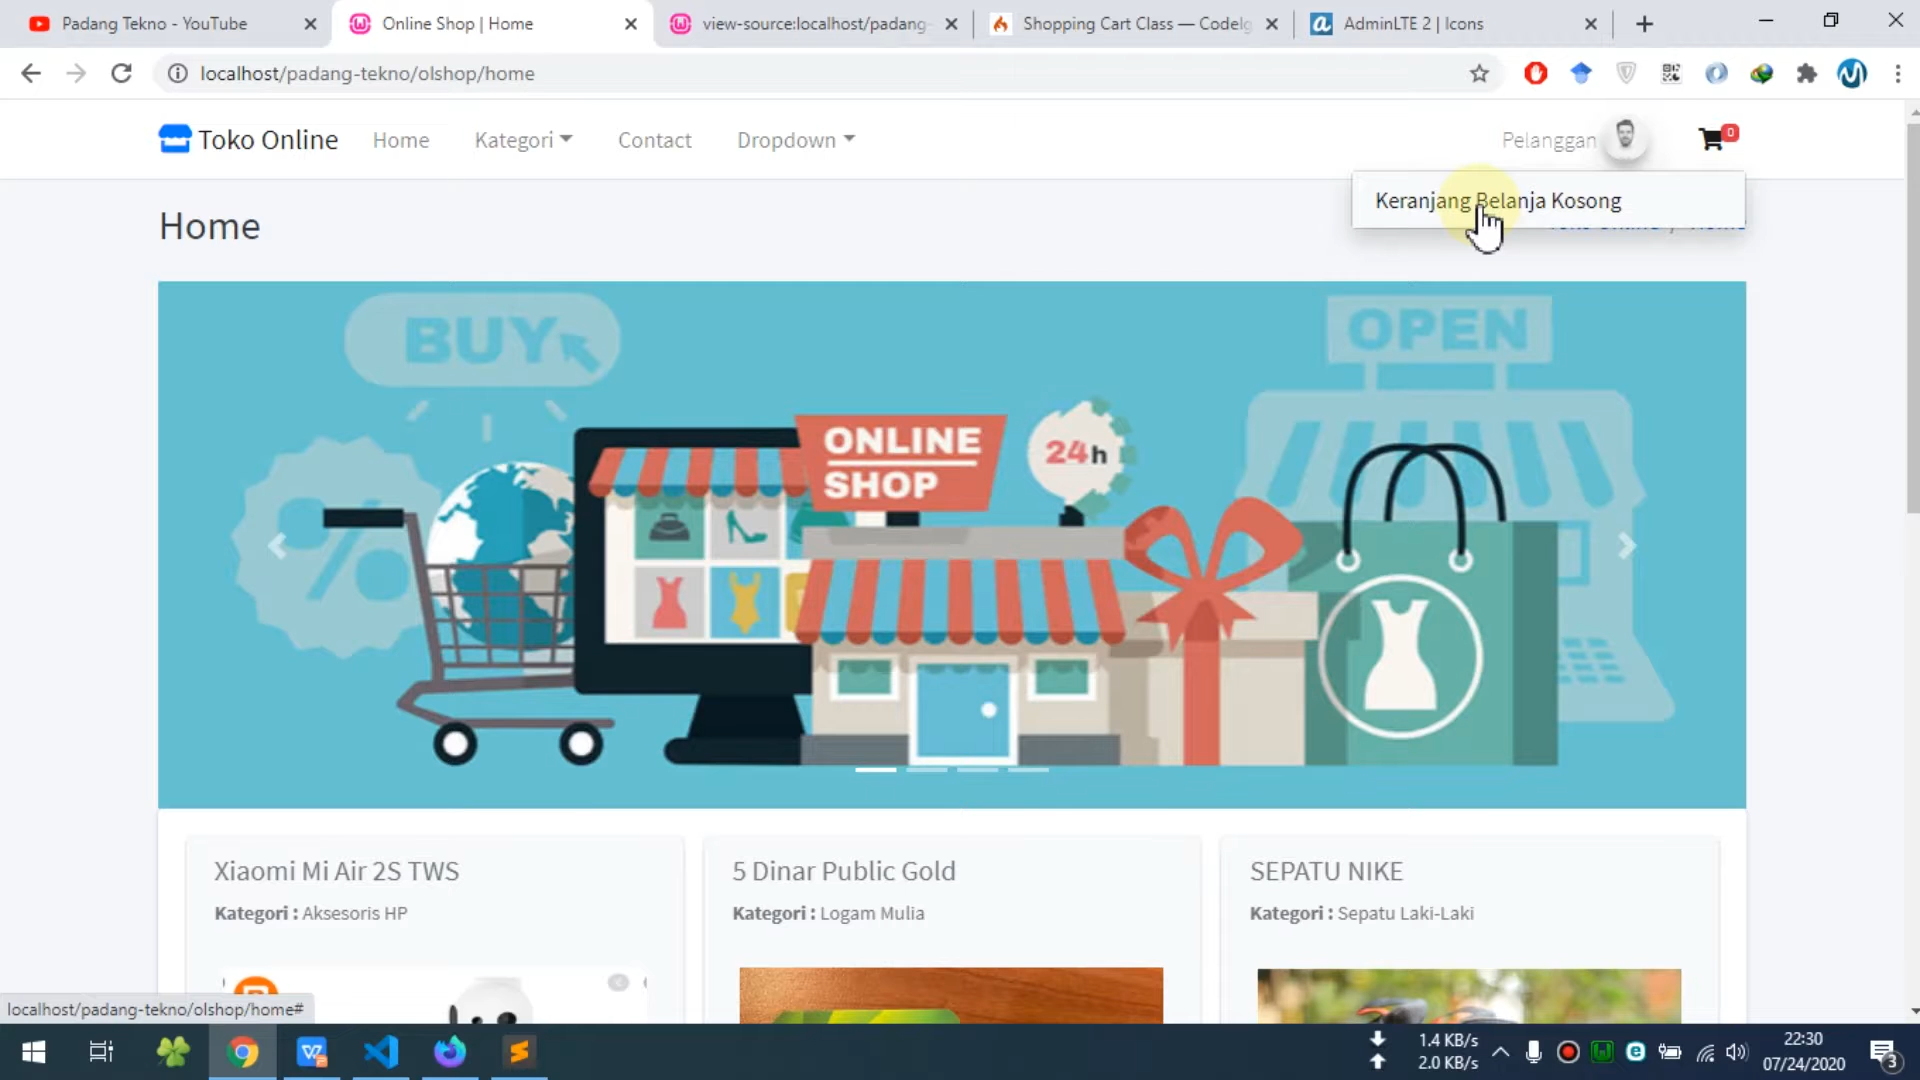 Padang Tekno - YouTube
Online Shop | Home
view-source:localhost/padang-
Shopping Cart Class — CodeIg
AdminLTE 2 | Icons
localhost/padang-tekno/olshop/home
Toko Online
Home
Kategori
Contact
Dropdown
Pelanggan
0
Keranjang Belanja Kosong
Home
BUY
OPEN
ONLINE
SHOP
24h
%
Xiaomi Mi Air 2S TWS
5 Dinar Public Gold
SEPATU NIKE
Kategori : Aksesoris HP
Kategori : Logam Mulia
Kategori : Sepatu Laki-Laki
localhost/padang-tekno/olshop/home#
1.4 KB/s
2.0 KB/s
22:30
07/24/2020
3